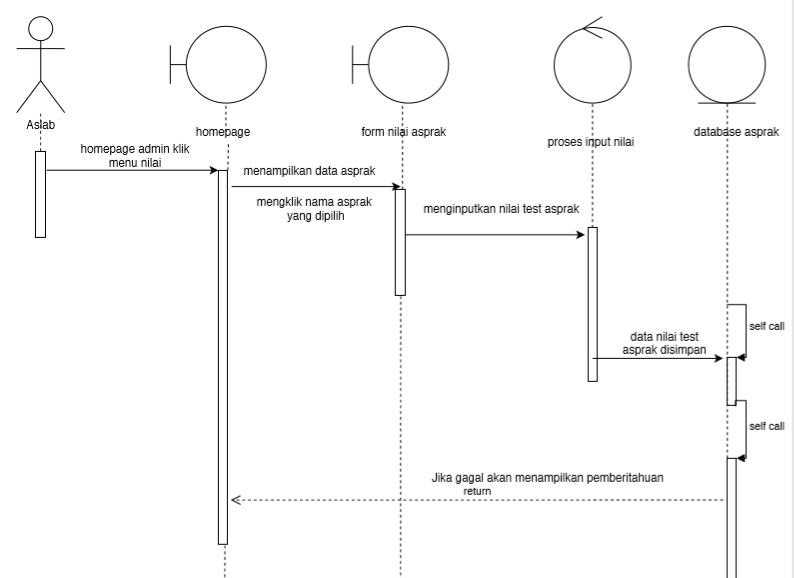 Aslab
homepage
form nilai asprak
proses input nilai
database asprak
homepage admin klik
menu nilai
menampilkan data asprak
mengklik nama asprak
yang dipilih
menginputkan nilai test asprak
self call
data nilai test
asprak disimpan
self call
Jika gagal akan menampilkan pemberitahuan
return